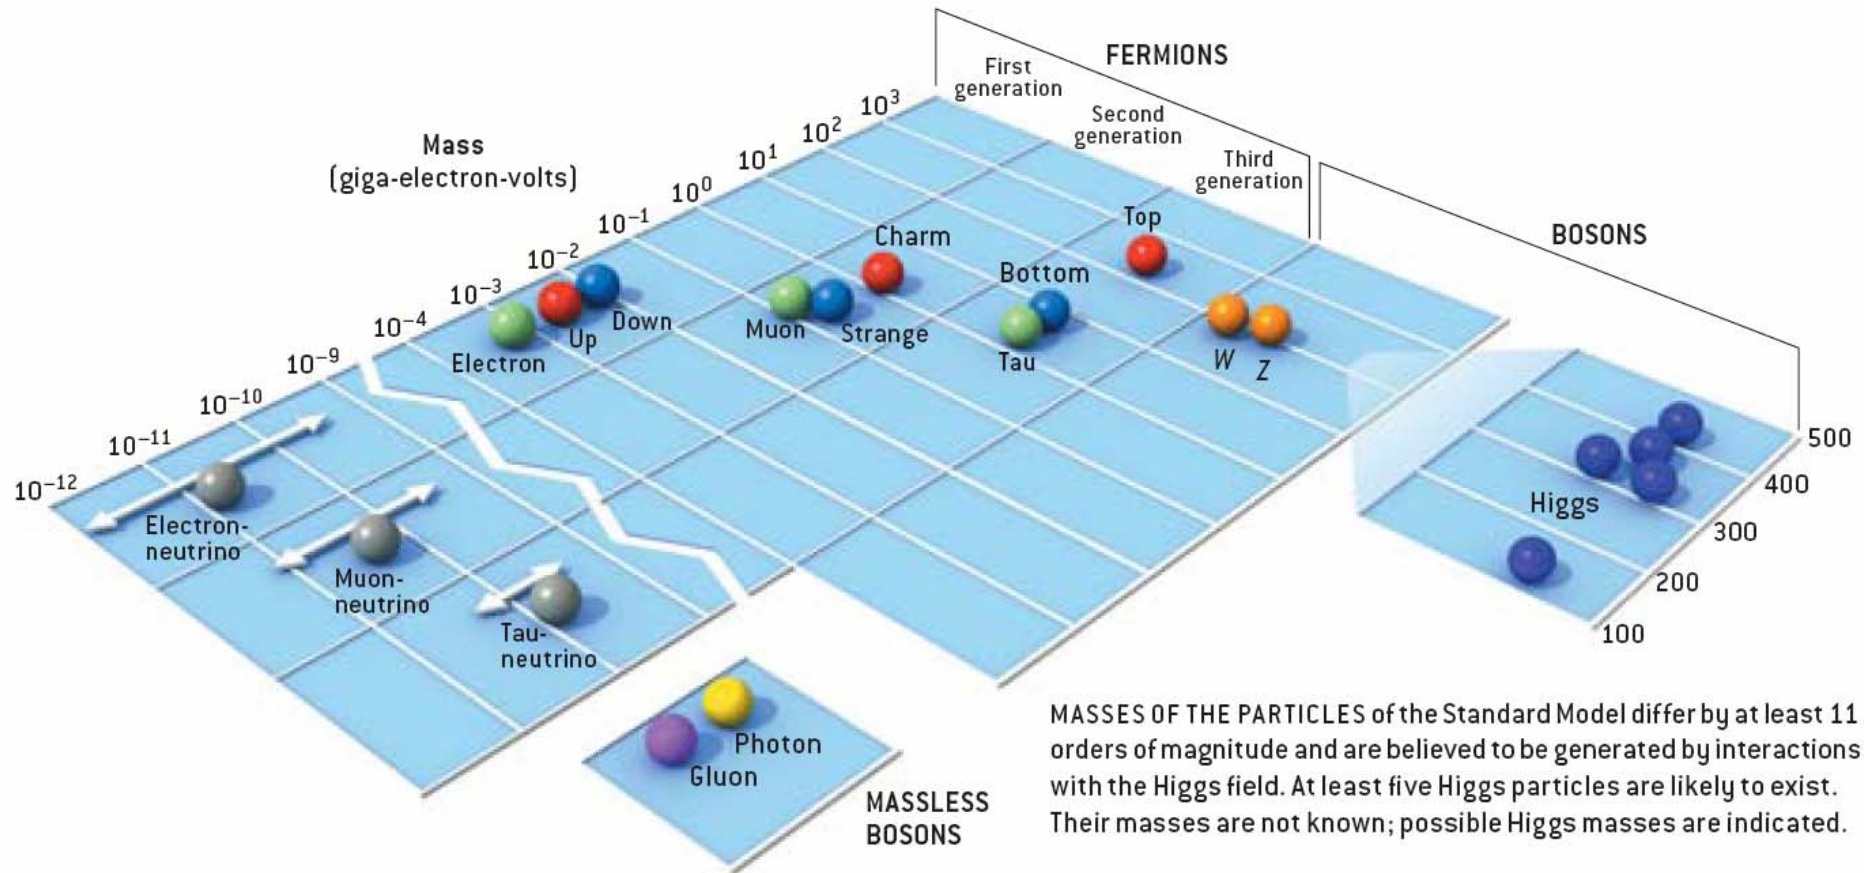 FERMIONS
First
generation
Second
generation
Third
generation
BOSONS
Mass
(giga-electron-volts)
10³
10²
10¹
10⁰
10⁻¹
10⁻²
10⁻³
10⁻⁴
10⁻⁹
10⁻¹⁰
10⁻¹¹
10⁻¹²
Top
Charm
Bottom
Down
Up
Electron
Muon
Strange
Tau
W
Z
Electron-
neutrino
Muon-
neutrino
Tau-
neutrino
Higgs
500
400
300
200
100
Photon
Gluon
MASSLESS
BOSONS
MASSES OF THE PARTICLES of the Standard Model differ by at least 11
orders of magnitude and are believed to be generated by interactions
with the Higgs field. At least five Higgs particles are likely to exist.
Their masses are not known; possible Higgs masses are indicated.